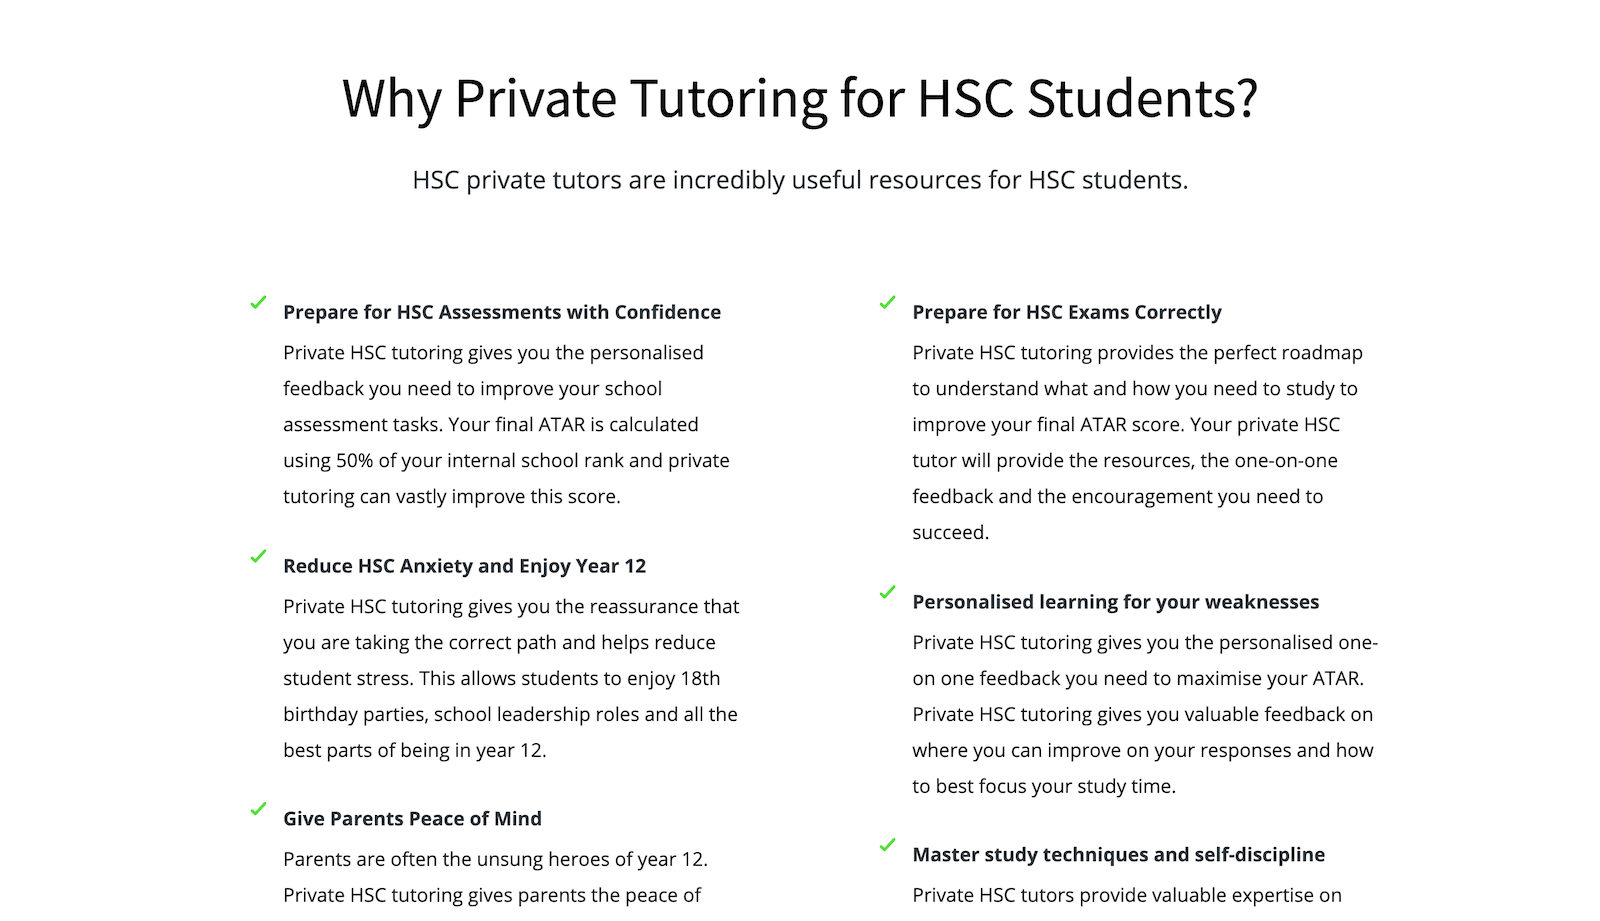 Why Private Tutoring for HSC Students?
HSC private tutors are incredibly useful resources for HSC students.
Prepare for HSC Assessments with Confidence
Private HSC tutoring gives you the personalised
feedback you need to improve your school
assessment tasks. Your final ATAR is calculated
using 50% of your internal school rank and private
tutoring can vastly improve this score.
Reduce HSC Anxiety and Enjoy Year 12
Private HSC tutoring gives you the reassurance that
you are taking the correct path and helps reduce
student stress. This allows students to enjoy 18th
birthday parties, school leadership roles and all the
best parts of being in year 12.
Give Parents Peace of Mind
Parents are often the unsung heroes of year 12.
Private HSC tutoring gives parents the peace of
Prepare for HSC Exams Correctly
Private HSC tutoring provides the perfect roadmap
to understand what and how you need to study to
improve your final ATAR score. Your private HSC
tutor will provide the resources, the one-on-one
feedback and the encouragement you need to
succeed.
Personalised learning for your weaknesses
Private HSC tutoring gives you the personalised one-
on one feedback you need to maximise your ATAR.
Private HSC tutoring gives you valuable feedback on
where you can improve on your responses and how
to best focus your study time.
Master study techniques and self-discipline
Private HSC tutors provide valuable expertise on